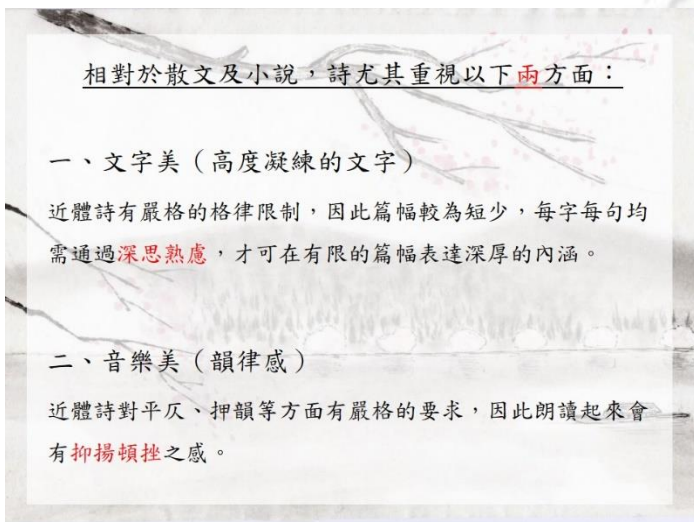 相對於散文及小說，詩尤其重視以下兩方面：
一、文字美（高度凝練的文字）
近體詩有嚴格的格律限制，因此篇幅較為短少，每字每句均
需通過深思熟慮，才可在有限的篇幅表達深厚的內涵。
二、音樂美（韻律感）
近體詩對平仄、押韻等方面有嚴格的要求，因此朗讀起來會
有抑揚頓挫之感。